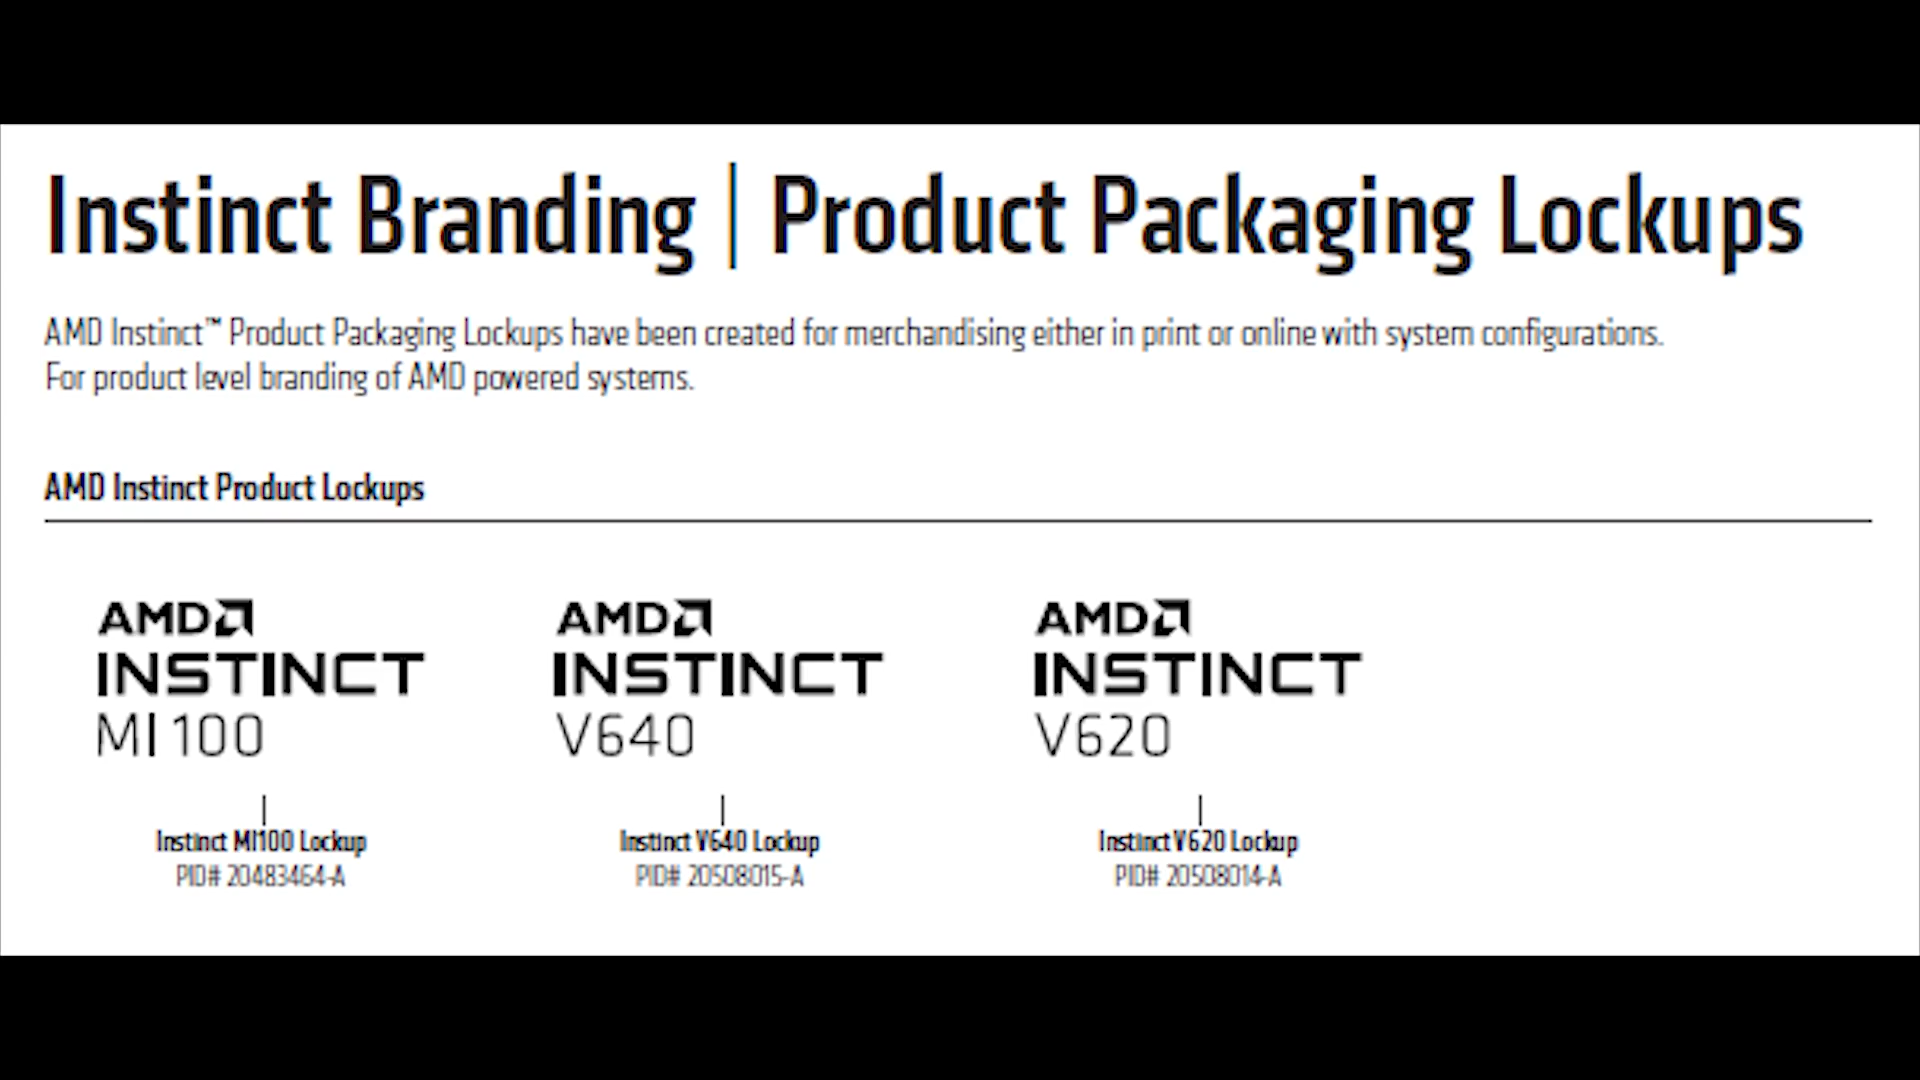 Instinct Branding | Product Packaging Lockups
AMD Instinct™ Product Packaging Lockups have been created for merchandising either in print or online with system configurations.
For product level branding of AMD powered systems.
AMD Instinct Product Lockups
AMD
INSTINCT
MI100
Instinct MI100 Lockup
PID# 20483464-A
AMD
INSTINCT
V640
Instinct V640 Lockup
PID# 20508015-A
AMD
INSTINCT
V620
Instinct V620 Lockup
PID# 20508014-A